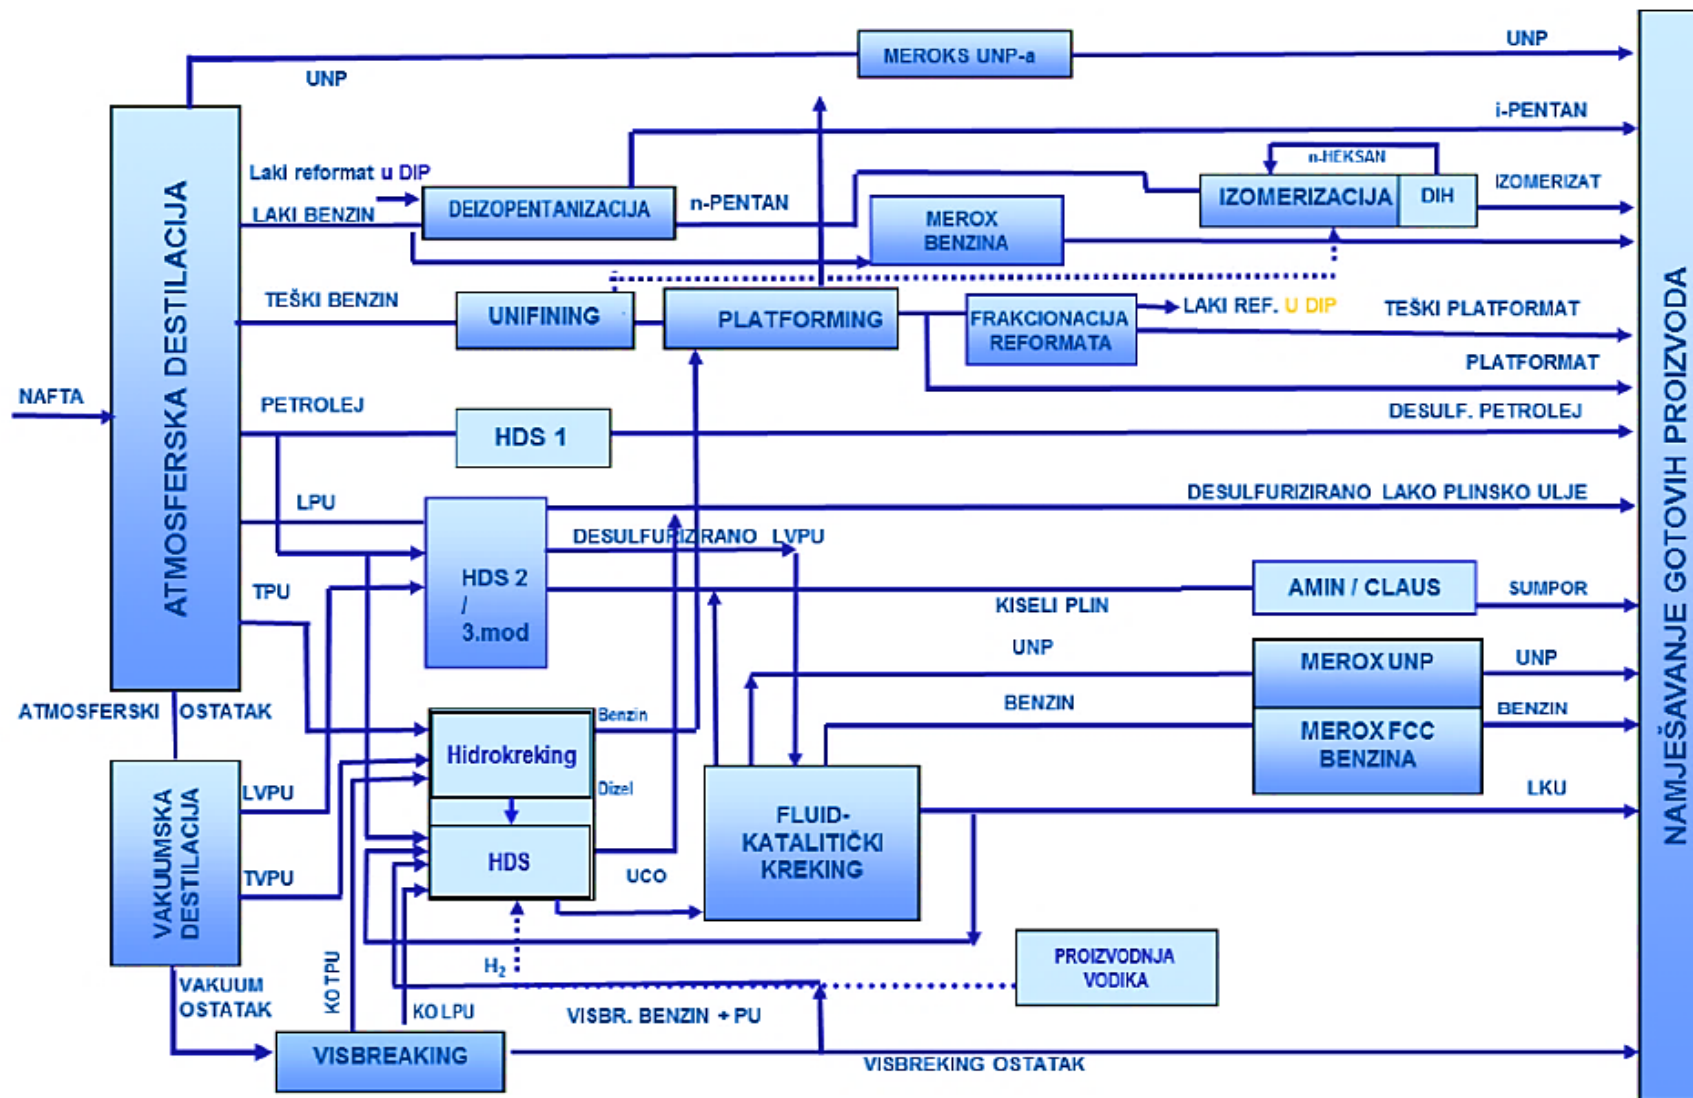 UNP
MEROKS UNP-a
UNP
i-PENTAN
n-HEKSAN
Laki reformat u DIP
DEIZOPENTANIZACIJA
n-PENTAN
IZOMERIZACIJA
DIH
IZOMERIZAT
LAKI BENZIN
MEROX
BENZINA
ATMOSFERSKA DESTILACIJA
TEŠKI BENZIN
UNIFINING
PLATFORMING
FRAKCIONACIJA
REFORMATA
LAKI REF. U DIP
TEŠKI PLATFORMAT
PLATFORMAT
NAFTA
PETROLEJ
HDS 1
DESULF. PETROLEJ
LPU
DESULFURIZIRANO LAKO PLINSKO ULJE
DESULFURIZIRANO LVPU
HDS 2
/
3.mod
TPU
KISELI PLIN
AMIN / CLAUS
SUMPOR
UNP
MEROX UNP
UNP
ATMOSFERSKI OSTATAK
Benzin
BENZIN
MEROX FCC
BENZINA
BENZIN
Hidrokreking
Dizel
LVPU
LKU
VAKUUMSKA
DESTILACIJA
FLUID-
KATALITIČKI
KREKING
HDS
TVPU
UCO
NAMJEŠAVANJE GOTOVIH PROIZVODA
H2
PROIZVODNJA
VODIKA
VAKUUM
OSTATAK
KO TPU
KO LPU
VISBR. BENZIN + PU
VISBREAKING
VISBREKING OSTATAK